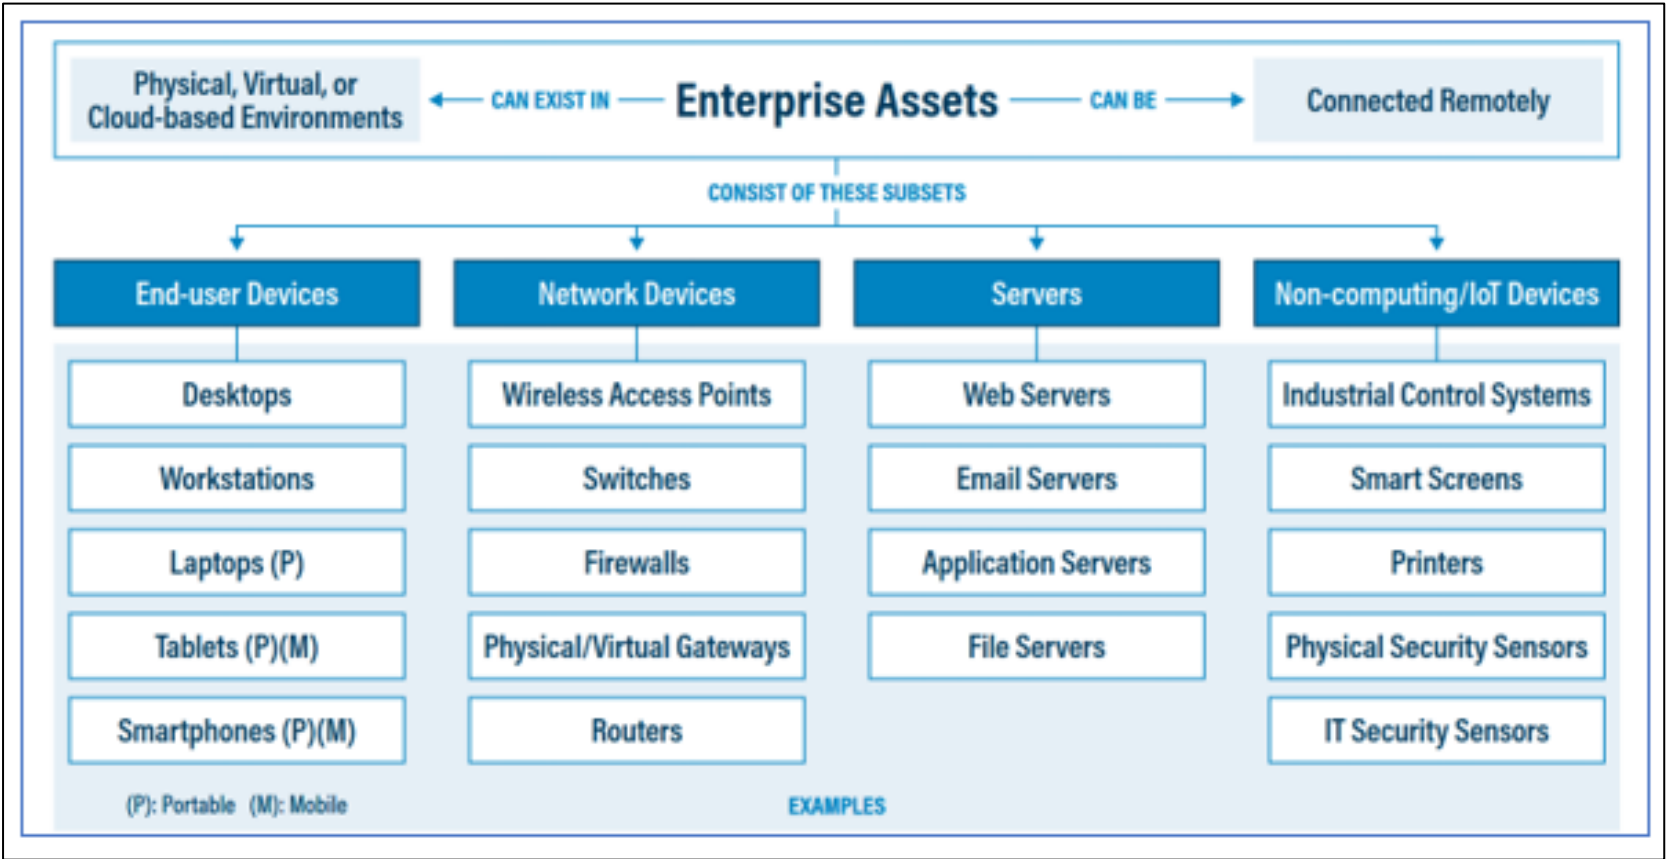 Physical, Virtual, or
Cloud-based Environments
CAN EXIST IN
Enterprise Assets
CAN BE
Connected Remotely
CONSIST OF THESE SUBSETS
End-user Devices
Network Devices
Servers
Non-computing/IoT Devices
Desktops
Wireless Access Points
Web Servers
Industrial Control Systems
Workstations
Switches
Email Servers
Smart Screens
Laptops (P)
Firewalls
Application Servers
Printers
Tablets (P)(M)
Physical/Virtual Gateways
File Servers
Physical Security Sensors
Smartphones (P)(M)
Routers
IT Security Sensors
(P): Portable (M): Mobile
EXAMPLES